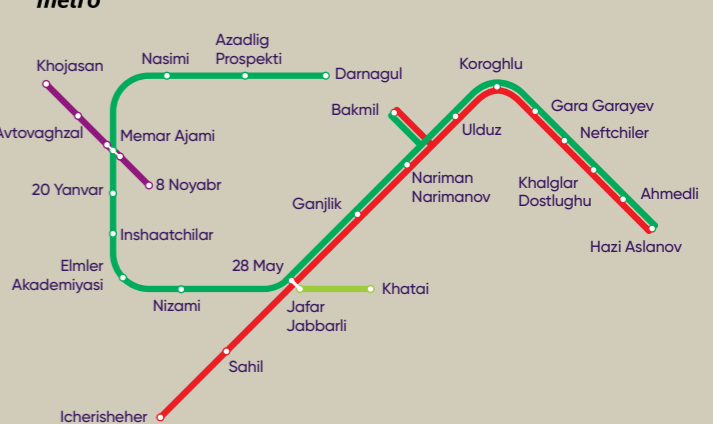 metro
Azadlig
Prospekti
Nasimi
Darnagul
Khojasan
Koroghlu
Bakmil
Gara Garayev
Avtovaghzal
Memar Ajami
Ulduz
Neftchiler
20 Yanvar
8 Noyabr
Nariman
Narimanov
Khalglar
Dostlughu
Ahmedli
Ganjlik
Inshaatchilar
Hazi Aslanov
Elmler
Akademiyasi
28 May
Khatai
Nizami
Jafar
Jabbarli
Sahil
Icherisheher